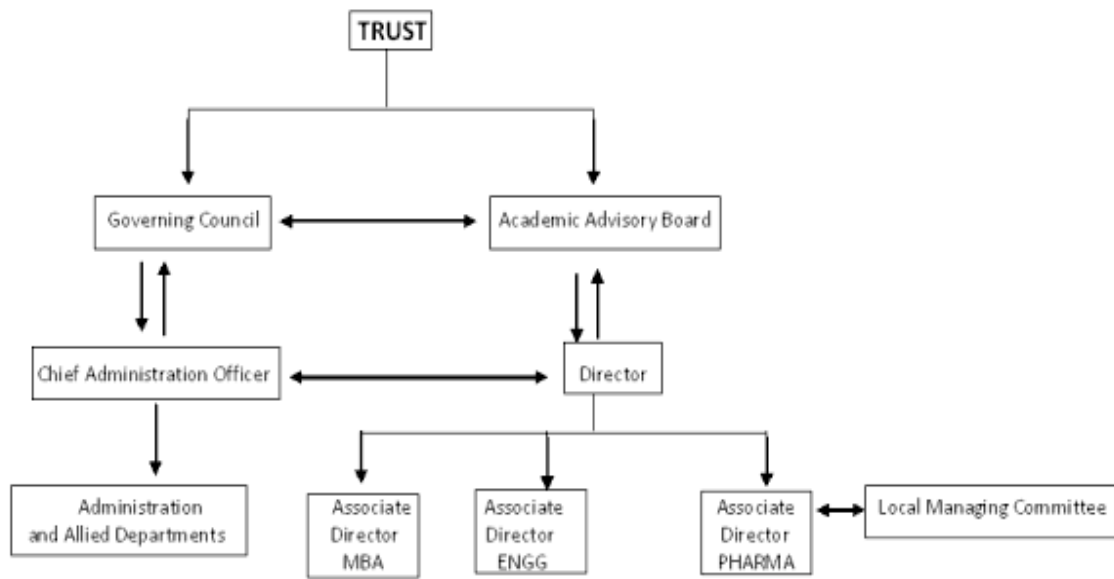 TRUST
Governing Council
Academic Advisory Board
Chief Administration Officer
Director
Administration
and Allied Departments
Associate
Director
MBA
Associate
Director
ENGG
Associate
Director
PHARMA
Local Managing Committee